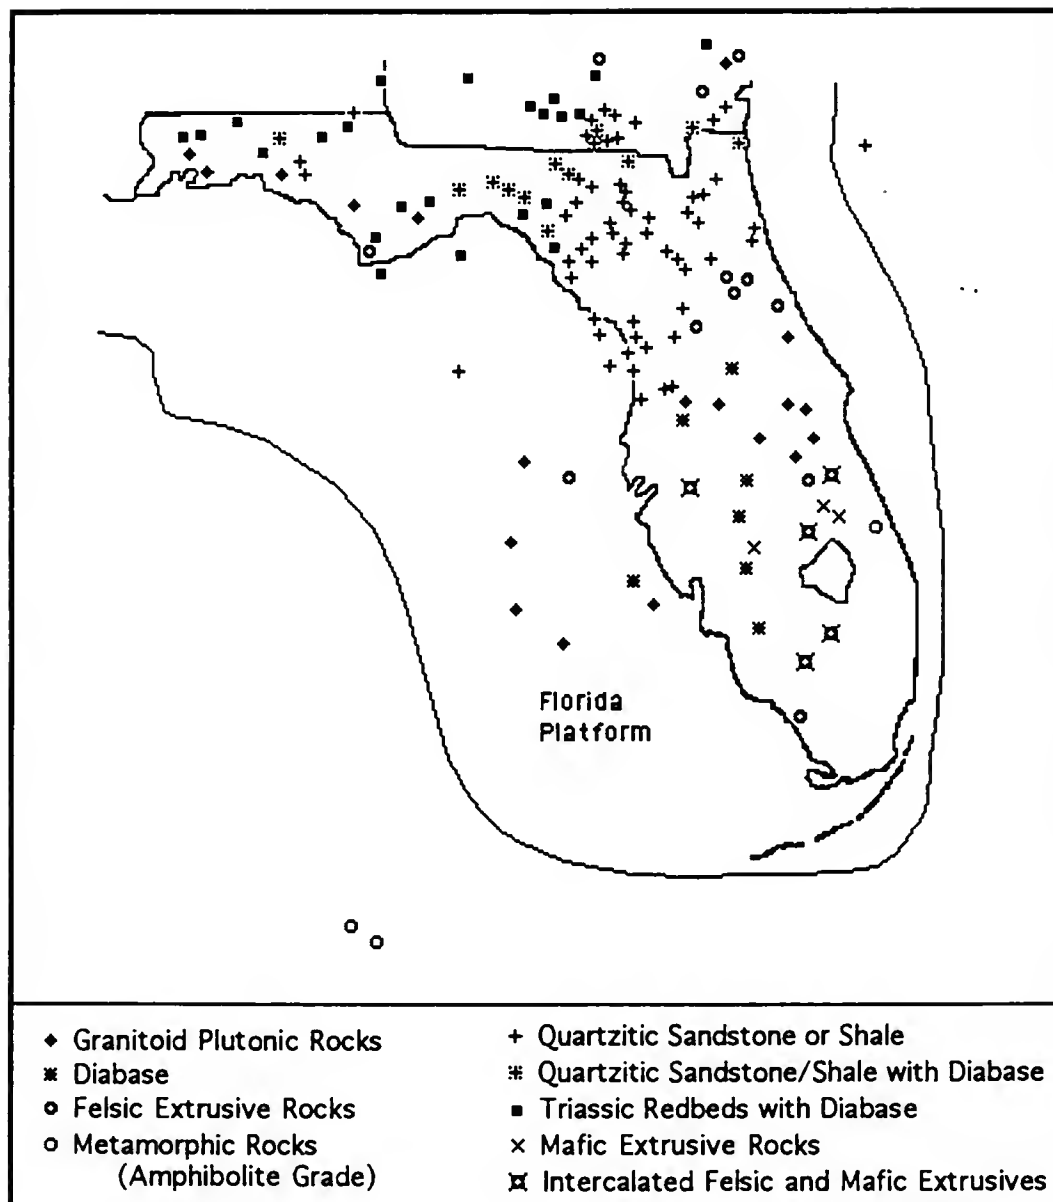 Florida
Platform
Granitoid Plutonic Rocks
Diabase
Felsic Extrusive Rocks
Metamorphic Rocks
(Amphibolite Grade)
Quartzitic Sandstone or Shale
Quartzitic Sandstone/Shale with Diabase
Triassic Redbeds with Diabase
Mafic Extrusive Rocks
Intercalated Felsic and Mafic Extrusives